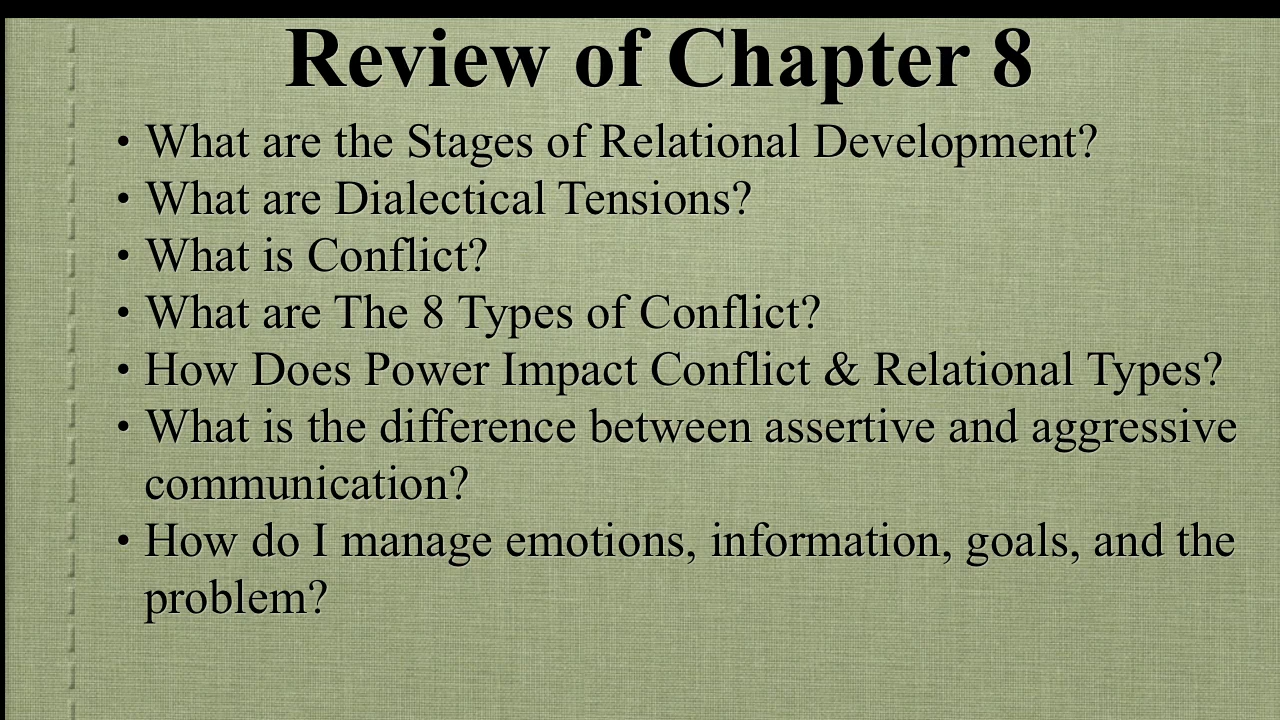 Review of Chapter 8
• What are the Stages of Relational Development?
• What are Dialectical Tensions?
• What is Conflict?
• What are The 8 Types of Conflict?
• How Does Power Impact Conflict & Relational Types?
• What is the difference between assertive and aggressive
communication?
• How do I manage emotions, information, goals, and the
problem?